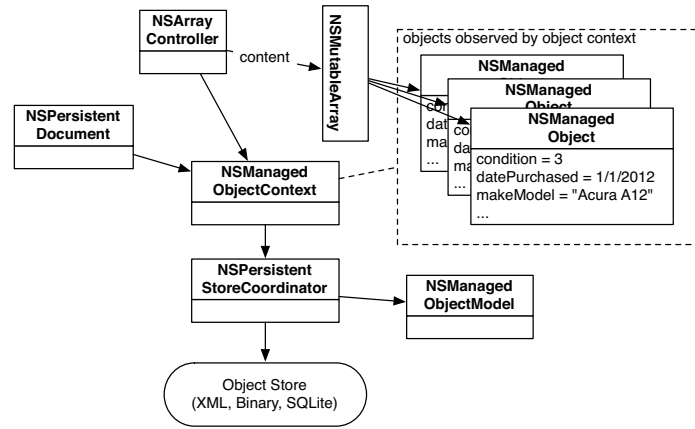 NSArray
Controller
content
NSMutableArray
objects observed by object context
NSManaged
NSManaged
Object
NSManaged
Object
condition = 3
datePurchased = 1/1/2012
makeModel = "Acura A12"
...
...
...
NSPersistent
Document
NSManaged
ObjectContext
NSPersistent
StoreCoordinator
NSManaged
ObjectModel
Object Store
(XML, Binary, SQLite)